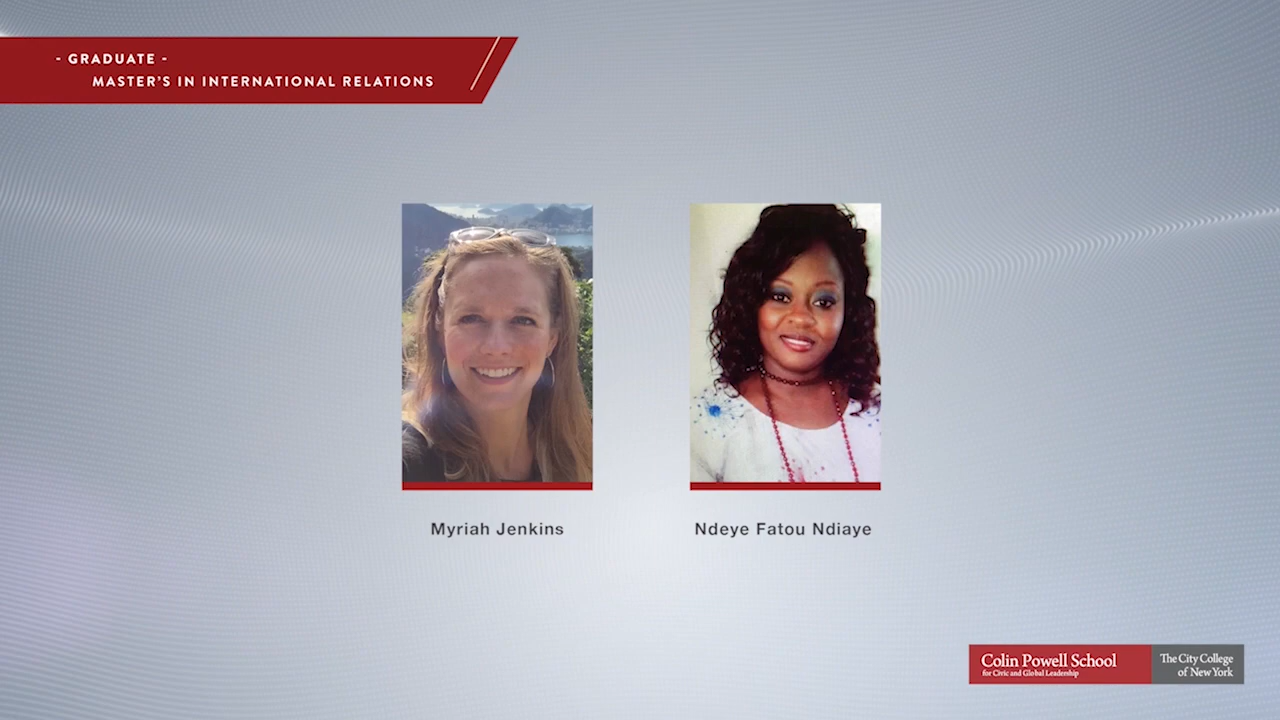 - GRADUATE -
MASTER'S IN INTERNATIONAL RELATIONS
Myriah Jenkins
Ndeye Fatou Ndiaye
Colin Powell School
for Civic and Global Leadership
The City College
of New York